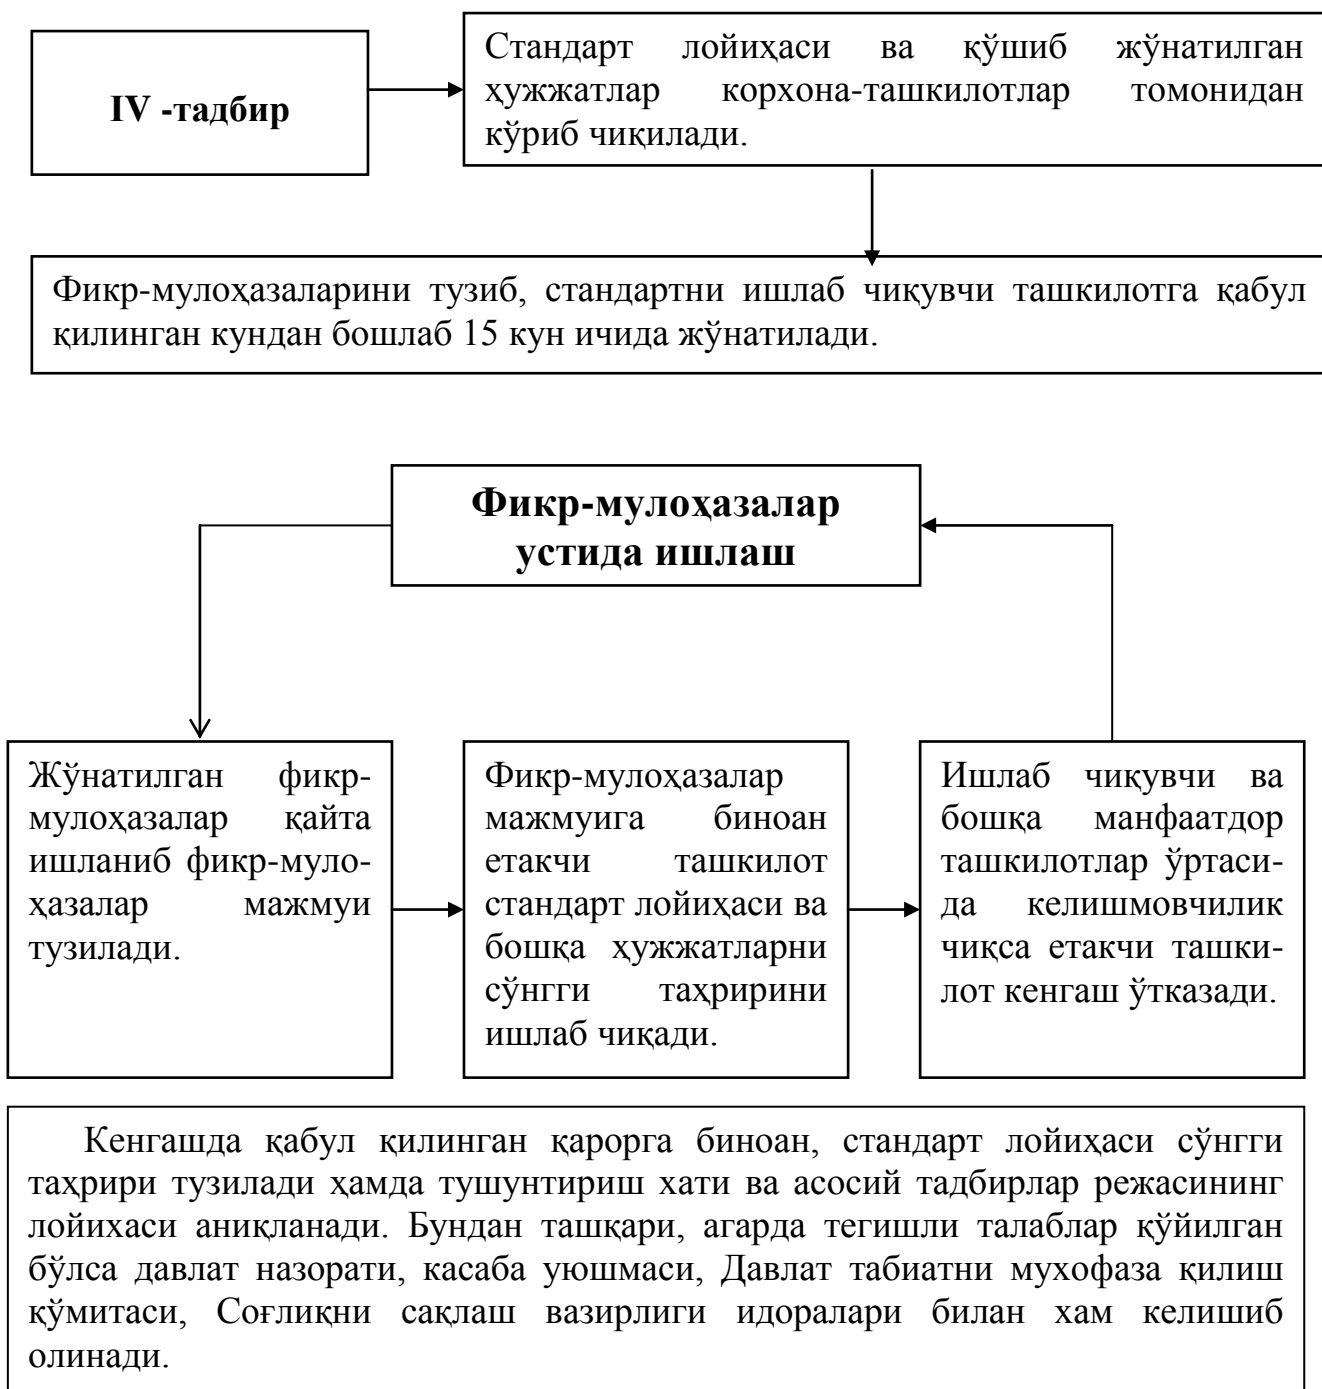 IV -тадбир
Стандарт лойиҳаси ва қўшиб жўнатилган
ҳужжатлар корхона-ташкилотлар томонидан
кўриб чиқилади.
Фикр-мулоҳазаларини тузиб, стандартни ишлаб чиқувчи ташкилотга қабул
қилинган кундан бошлаб 15 кун ичида жўнатилади.
Фикр-мулоҳазалар
устида ишлаш
Жўнатилган фикр-
мулоҳазалар қайта
ишланиб фикр-муло-
ҳазалар мажмуи
тузилади.
Фикр-мулоҳазалар
мажмуига биноан
етакчи ташкилот
стандарт лойиҳаси ва
бошқа ҳужжатларни
сўнгги таҳририни
ишлаб чиқади.
Ишлаб чиқувчи ва
бошқа манфаатдор
ташкилотлар ўртаси-
да келишмовчилик
чиқса етакчи ташки-
лот кенгаш ўтказади.
Кенгашда қабул қилинган қарорга биноан, стандарт лойиҳаси сўнгги
таҳрири тузилади ҳамда тушунтириш хати ва асосий тадбирлар режасининг
лойихаси аниқланади. Бундан ташқари, агарда тегишли талаблар қўйилган
бўлса давлат назорати, касаба уюшмаси, Давлат табиатни мухофаза қилиш
қўмитаси, Соғлиқни сақлаш вазирлиги идоралари билан хам келишиб
олинади.